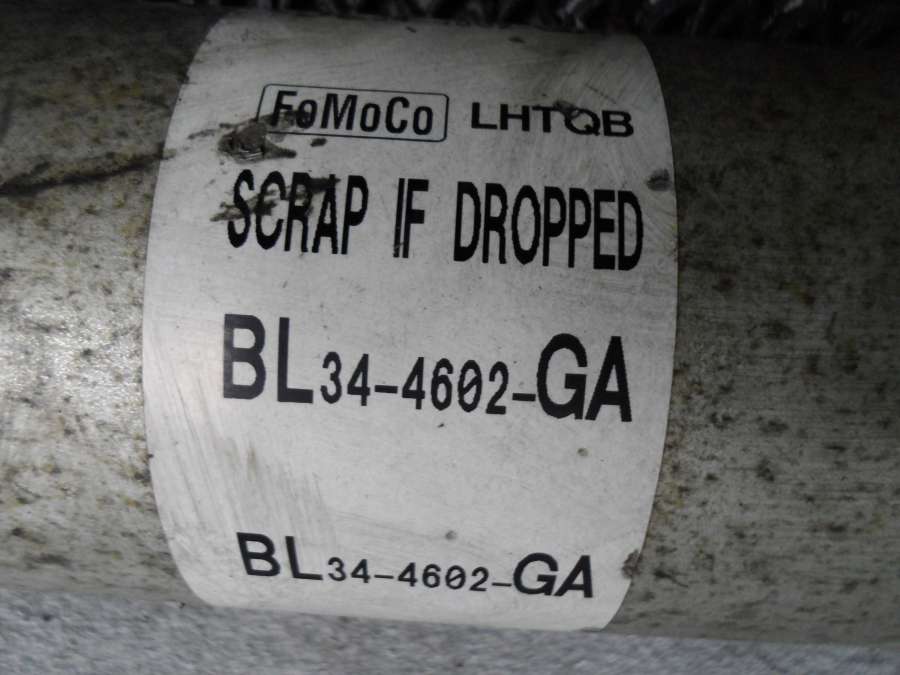 FoMoCo LHTQB
SCRAP IF DROPPED
BL34-4602-GA
BL34-4602-GA